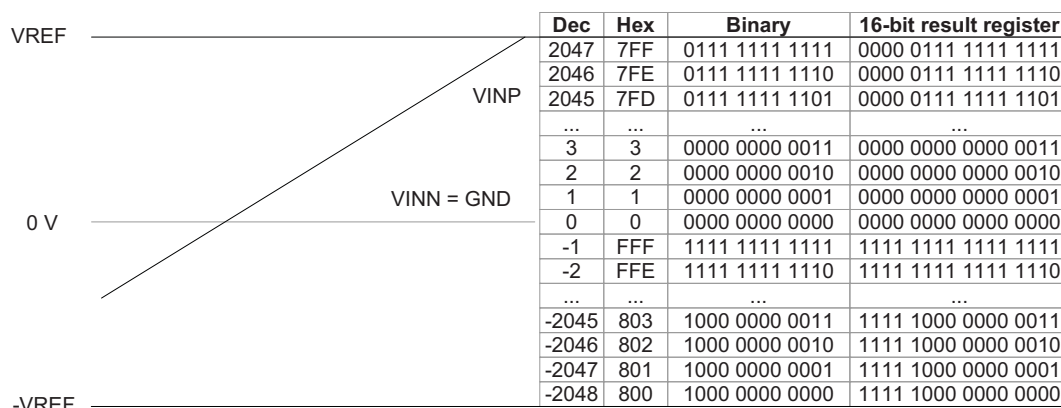 VREF
VINP
VINN = GND
0 V
-VREF
Dec Hex Binary 16-bit result register
2047 7FF 0111 1111 1111 0000 0111 1111 1111
2046 7FE 0111 1111 1110 0000 0111 1111 1110
2045 7FD 0111 1111 1101 0000 0111 1111 1101
... ... ... ...
3 3 0000 0000 0011 0000 0000 0000 0011
2 2 0000 0000 0010 0000 0000 0000 0010
1 1 0000 0000 0001 0000 0000 0000 0001
0 0 0000 0000 0000 0000 0000 0000 0000
-1 FFF 1111 1111 1111 1111 1111 1111 1111
-2 FFE 1111 1111 1110 1111 1111 1111 1110
... ... ... ...
-2045 803 1000 0000 0011 1111 1000 0000 0011
-2046 802 1000 0000 0010 1111 1000 0000 0010
-2047 801 1000 0000 0001 1111 1000 0000 0001
-2048 800 1000 0000 0000 1111 1000 0000 0000